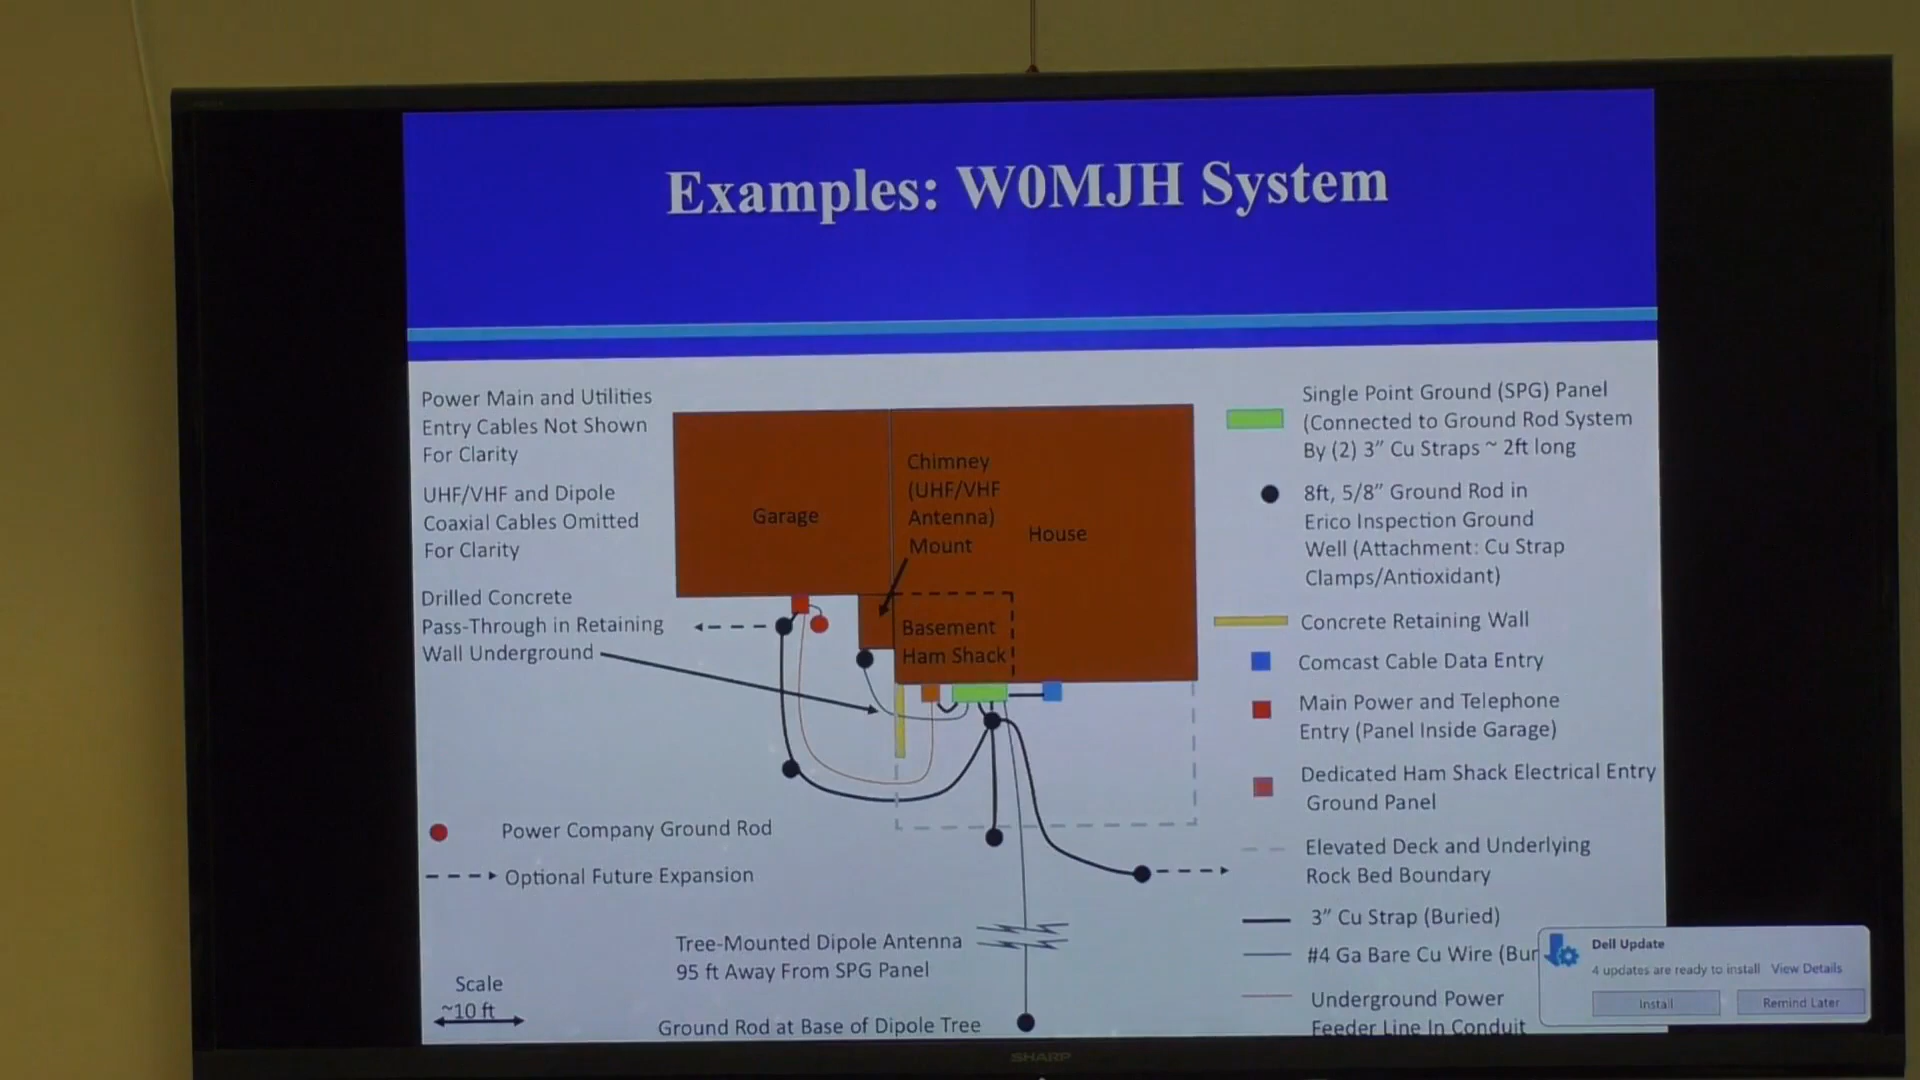 Examples: W0MJH System
Power Main and Utilities
Entry Cables Not Shown
For Clarity
UHF/VHF and Dipole
Coaxial Cables Omitted
For Clarity
Drilled Concrete
Pass-Through in Retaining
Wall Underground
Garage
Chimney
(UHF/VHF
Antenna)
Mount
House
Basement
Ham Shack
Power Company Ground Rod
Optional Future Expansion
Tree-Mounted Dipole Antenna
95 ft Away From SPG Panel
Scale
~10 ft
Ground Rod at Base of Dipole Tree
Single Point Ground (SPG) Panel
(Connected to Ground Rod System
By (2) 3” Cu Straps ~ 2ft long
8ft, 5/8” Ground Rod in
Erico Inspection Ground
Well (Attachment: Cu Strap
Clamps/Antioxidant)
Concrete Retaining Wall
Comcast Cable Data Entry
Main Power and Telephone
Entry (Panel Inside Garage)
Dedicated Ham Shack Electrical Entry
Ground Panel
Elevated Deck and Underlying
Rock Bed Boundary
3” Cu Strap (Buried)
#4 Ga Bare Cu Wire (Bur
Underground Power
Feeder Line In Conduit
Dell Update
4 updates are ready to install View Details
Install Remind Later
SHARP